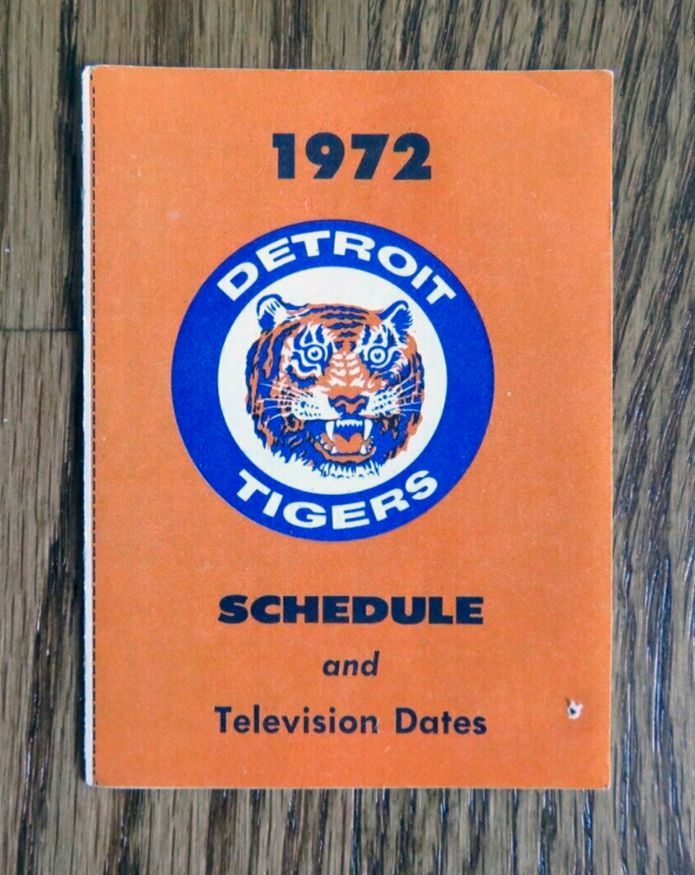 1972
DETROIT
TIGERS
SCHEDULE
and
Television Dates